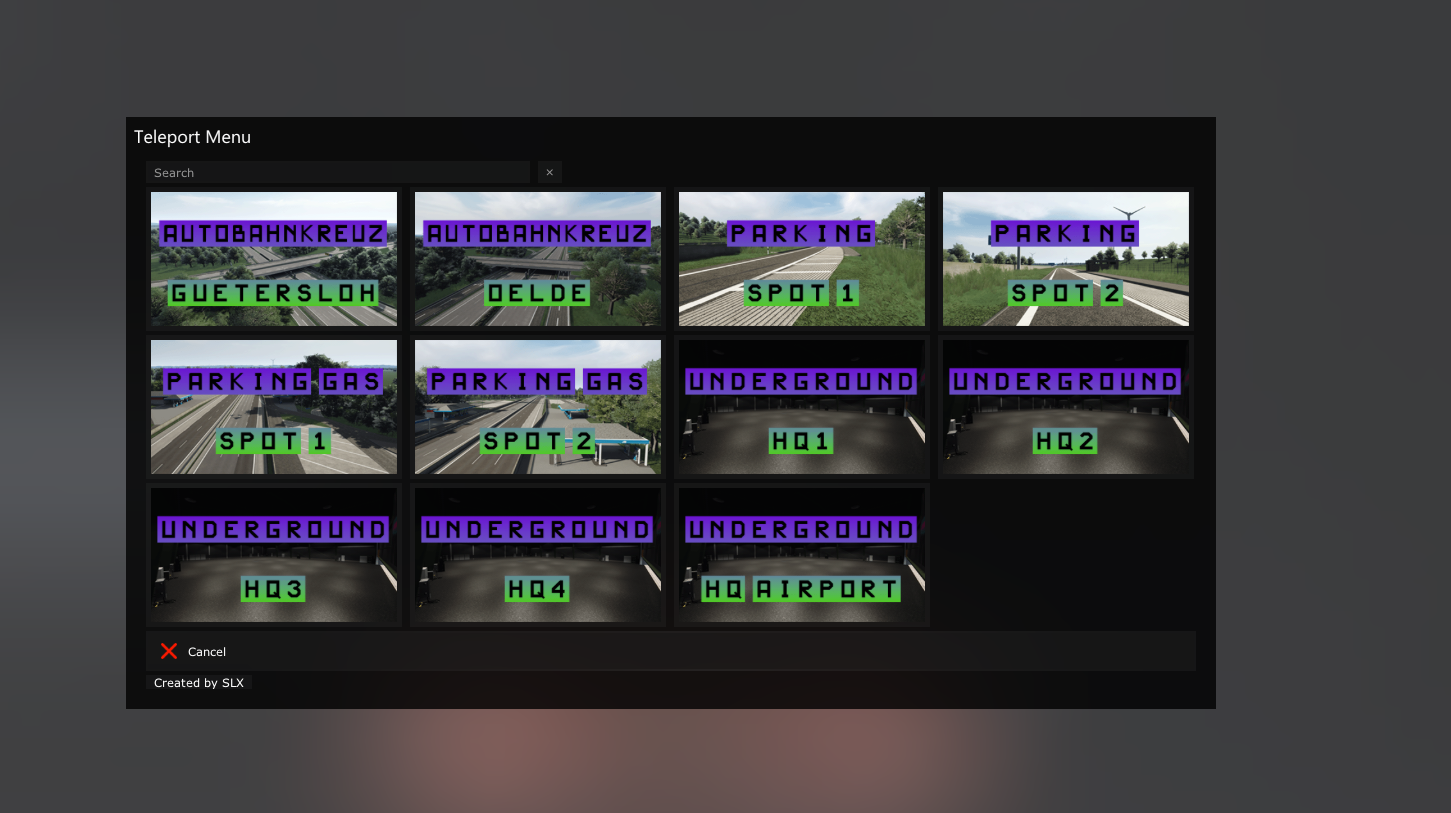 Teleport Menu
Search
×
AUTOBAHNKREUZ
GUETERSLOH
AUTOBAHNKREUZ
OELDE
PARKING
SPOT 1
PARKING
SPOT 2
PARKING GAS
SPOT 1
PARKING GAS
SPOT 2
UNDERGROUND
HQ1
UNDERGROUND
HQ2
UNDERGROUND
HQ3
UNDERGROUND
HQ4
UNDERGROUND
HQ AIRPORT
Cancel
Created by SLX